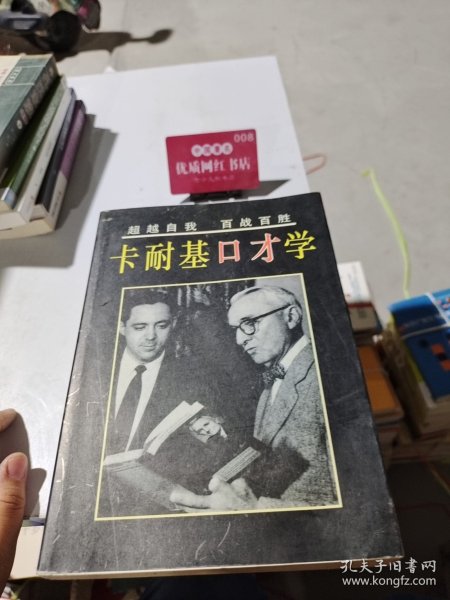 008
优质网红书店
超越自我 百战百胜
卡耐基口才学
孔夫子旧书网
www.kongfz.com